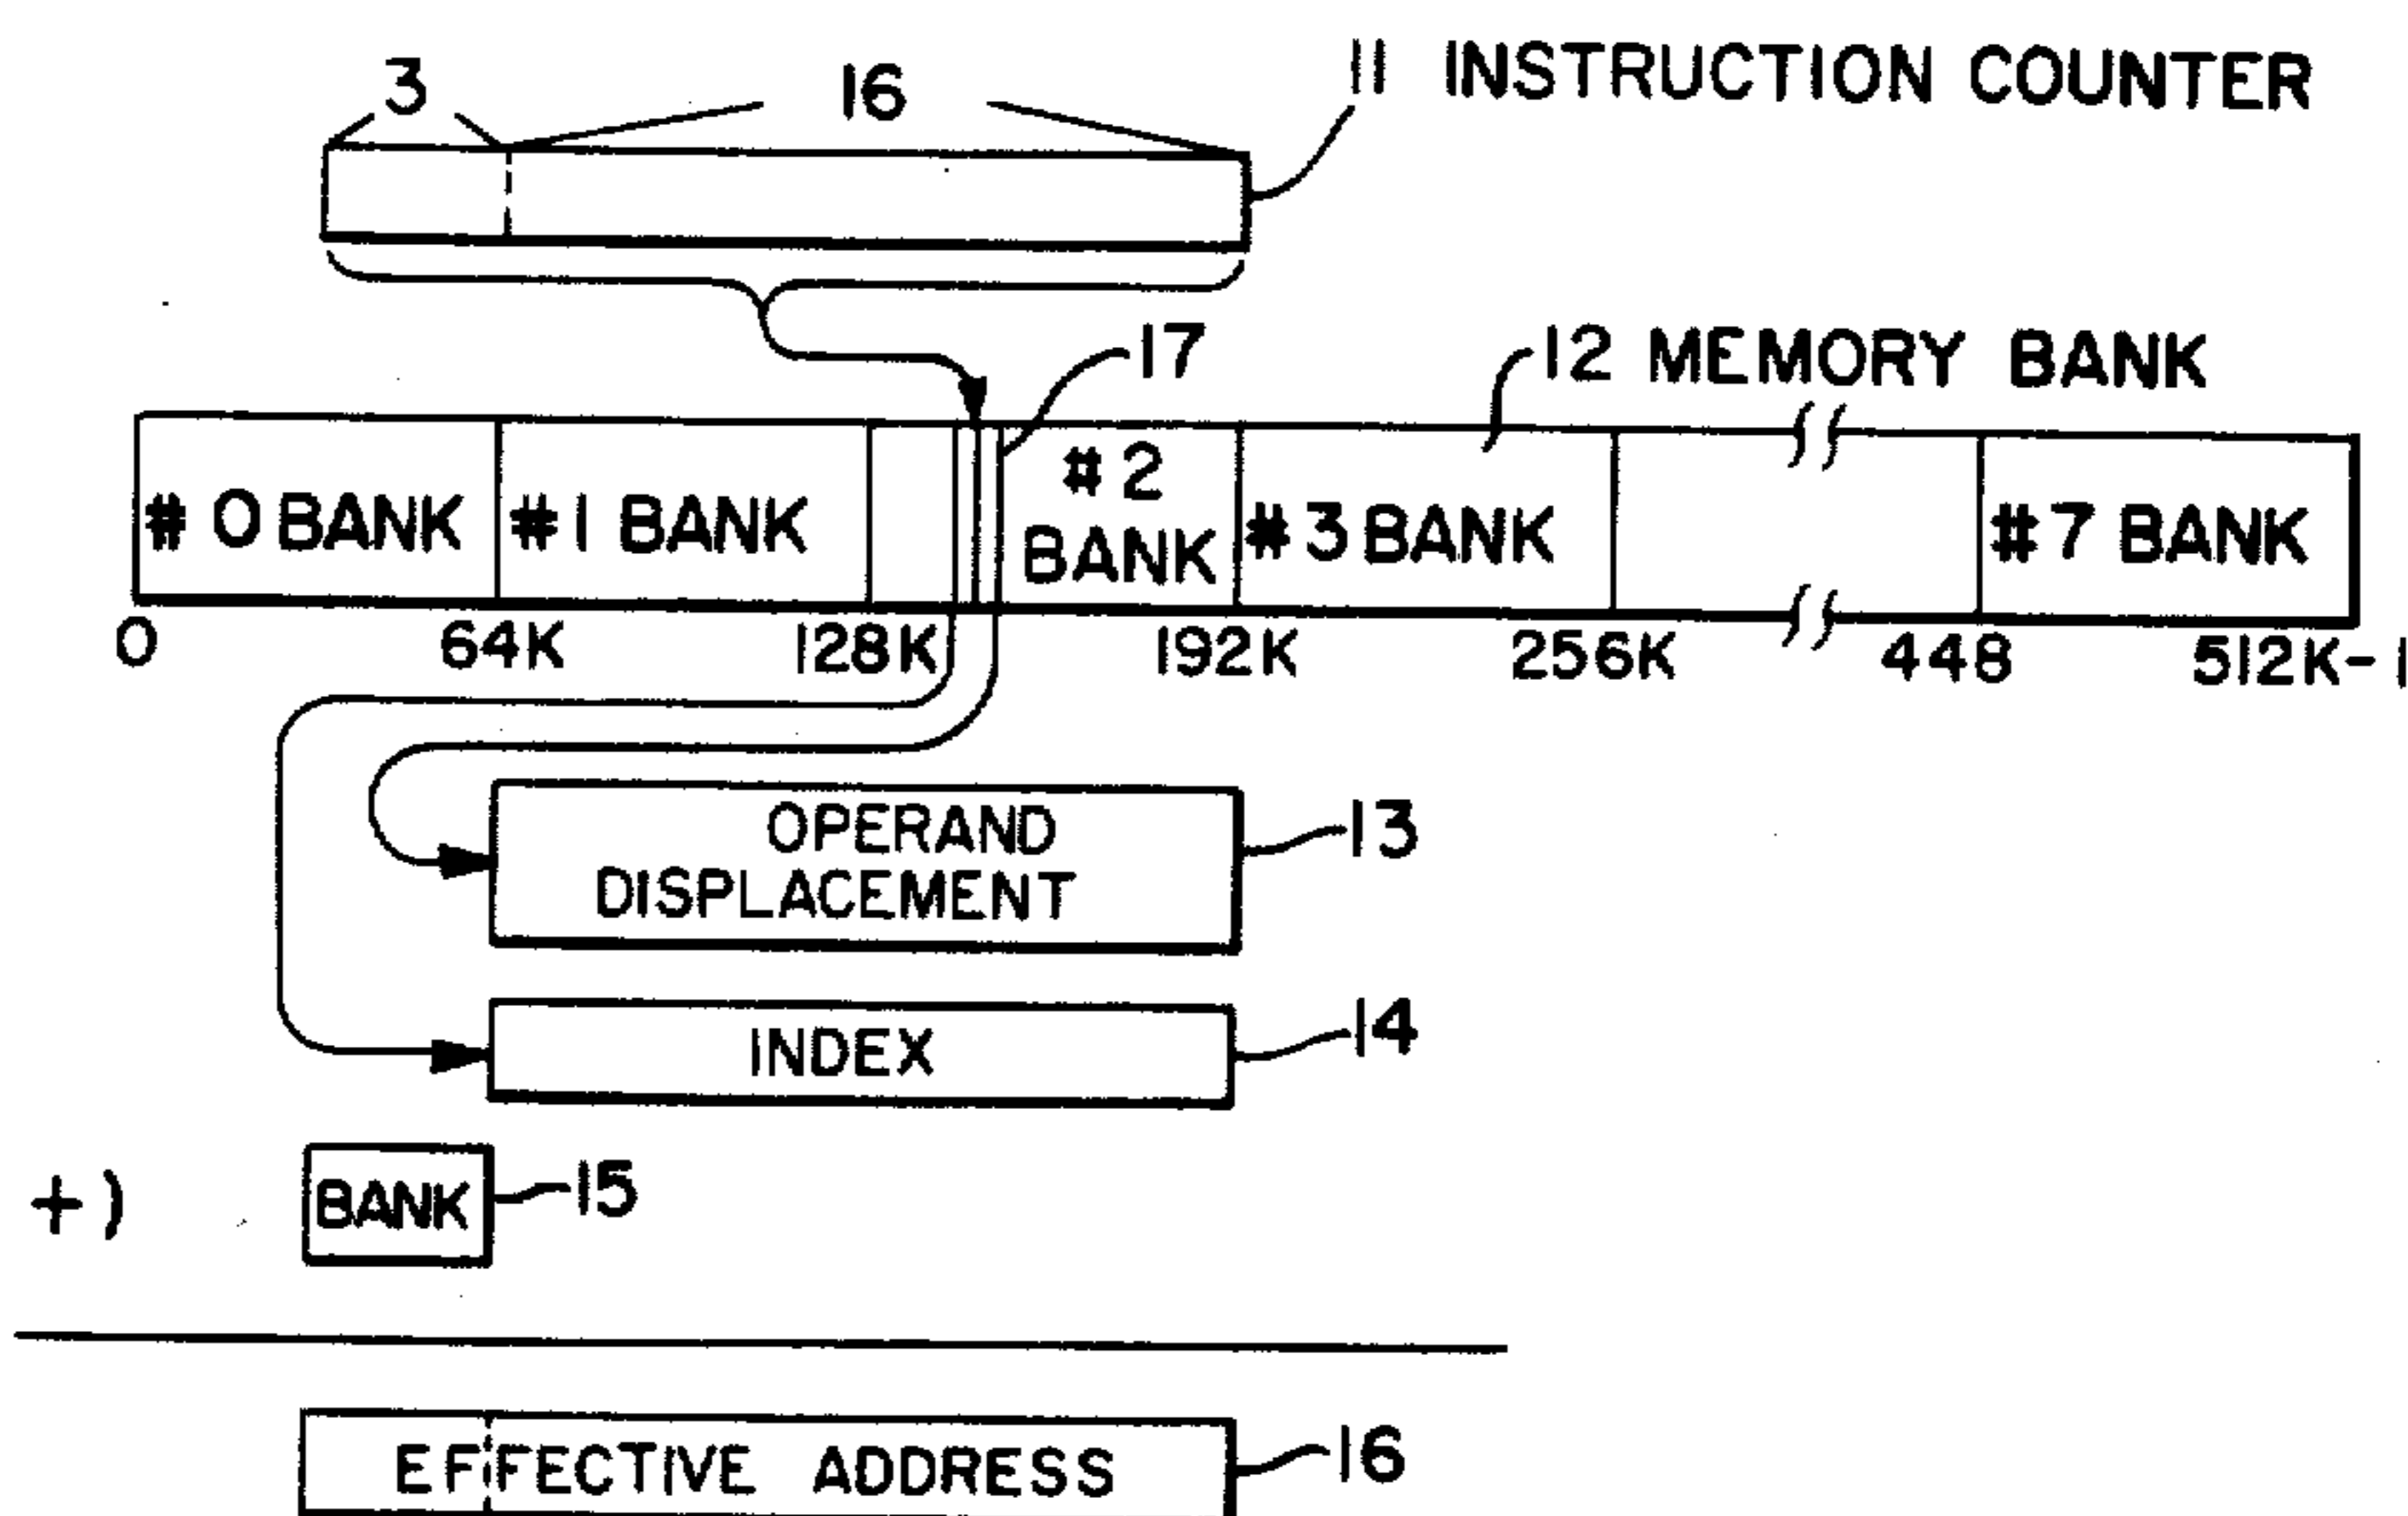 3
16
11 INSTRUCTION COUNTER
17
12 MEMORY BANK
# 0 BANK
#1 BANK
#2
BANK
#3 BANK
#7 BANK
0
64K
128K
192K
256K
448
512K-1
OPERAND
DISPLACEMENT
13
INDEX
14
+)
BANK
15
EFFECTIVE ADDRESS
16